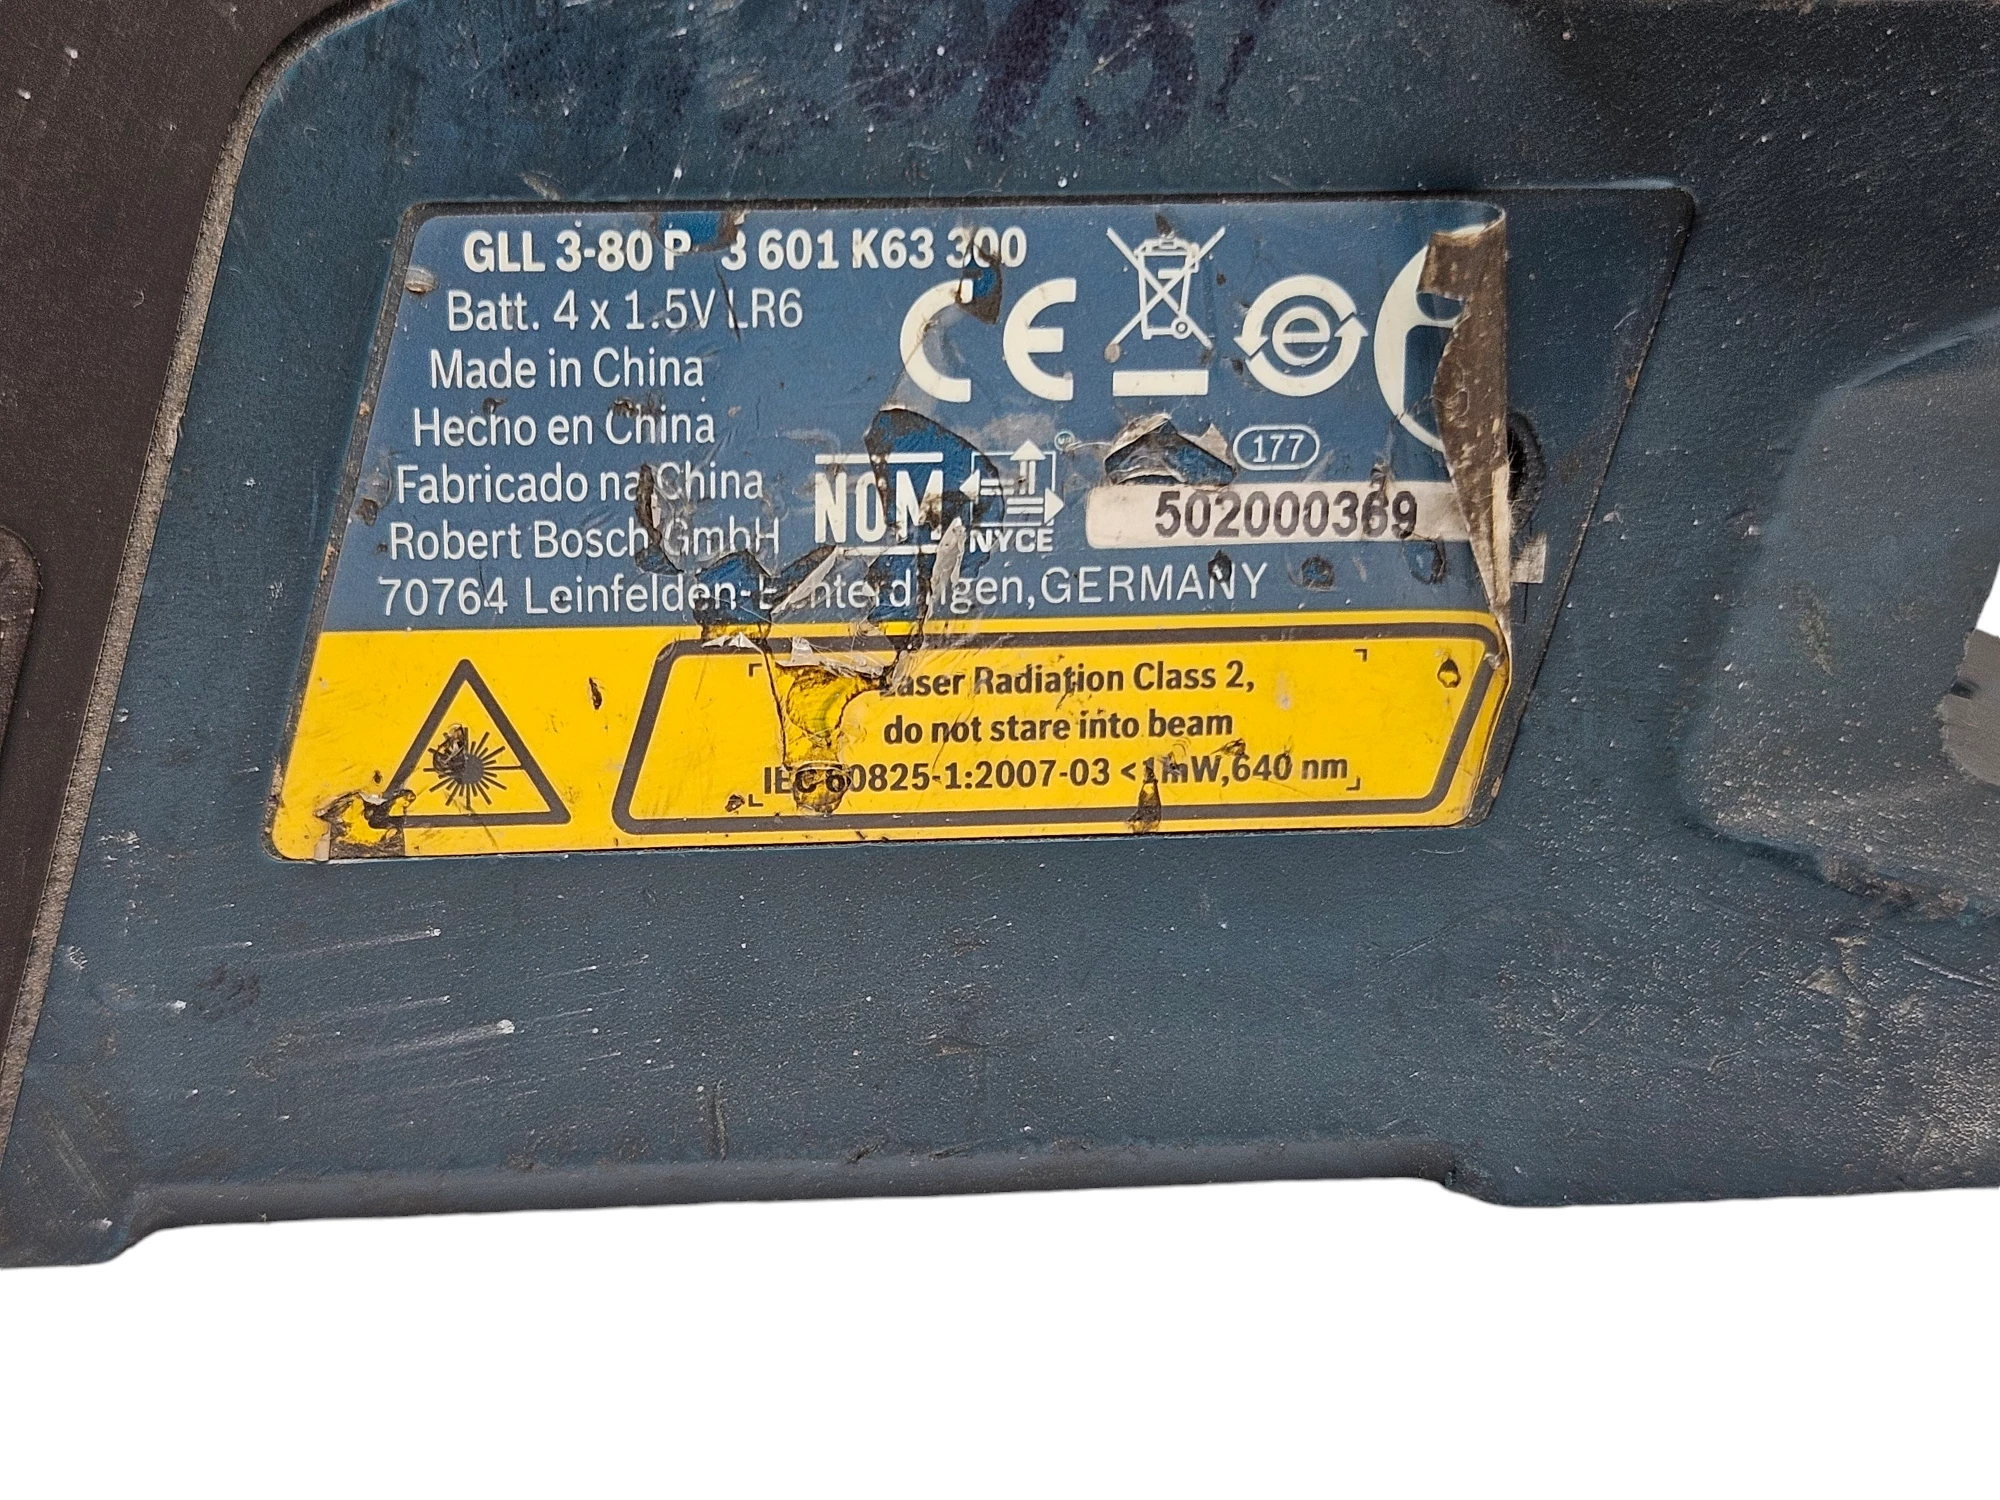 GLL 3-80 P 3 601 K63 300
Batt. 4 x 1.5V LR6
Made in China
Hecho en China
Fabricado na China
Robert Bosch GmbH
70764 Leinfelden-Echterdingen, GERMANY
CE
e
NOM
NYCE
177
502000369
Laser Radiation Class 2,
do not stare into beam
IEC 60825-1:2007-03 <1mW, 640 nm